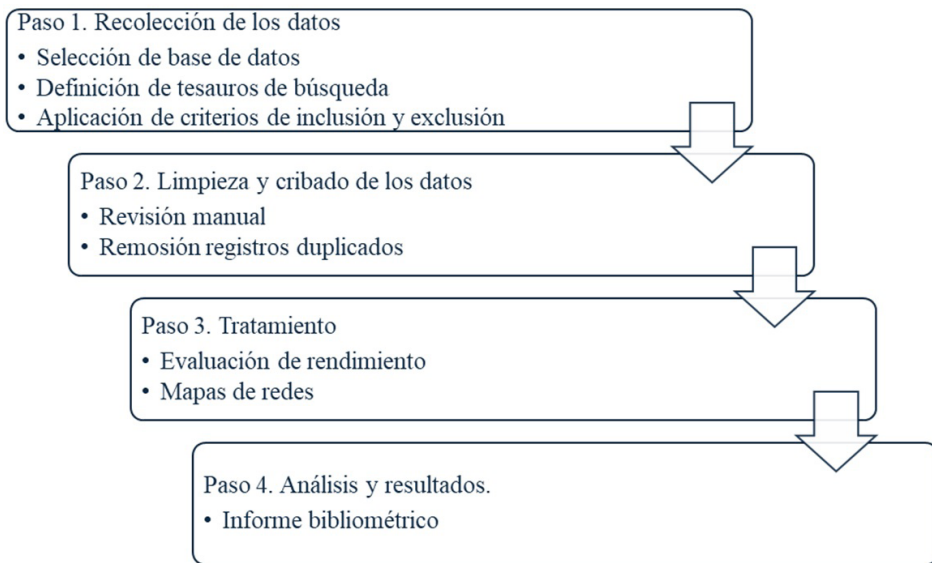 Paso 1. Recolección de los datos
• Selección de base de datos
• Definición de tesauros de búsqueda
• Aplicación de criterios de inclusión y exclusión
Paso 2. Limpieza y cribado de los datos
• Revisión manual
• Remosión registros duplicados
Paso 3. Tratamiento
• Evaluación de rendimiento
• Mapas de redes
Paso 4. Análisis y resultados.
• Informe bibliométrico